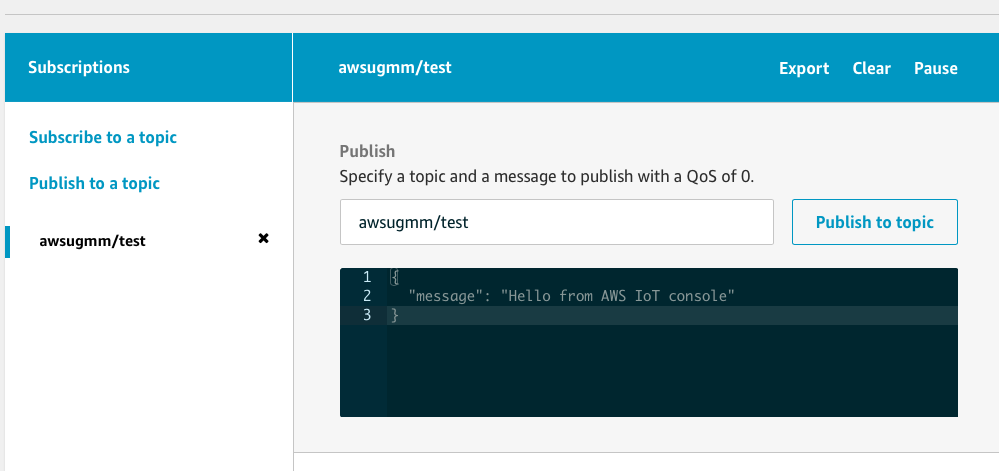 Subscriptions
Subscribe to a topic
Publish to a topic
awsugmm/test ✖
awsugmm/test Export Clear Pause
Publish
Specify a topic and a message to publish with a QoS of 0.
awsugmm/test Publish to topic
1 {
2 "message": "Hello from AWS IoT console"
3 }